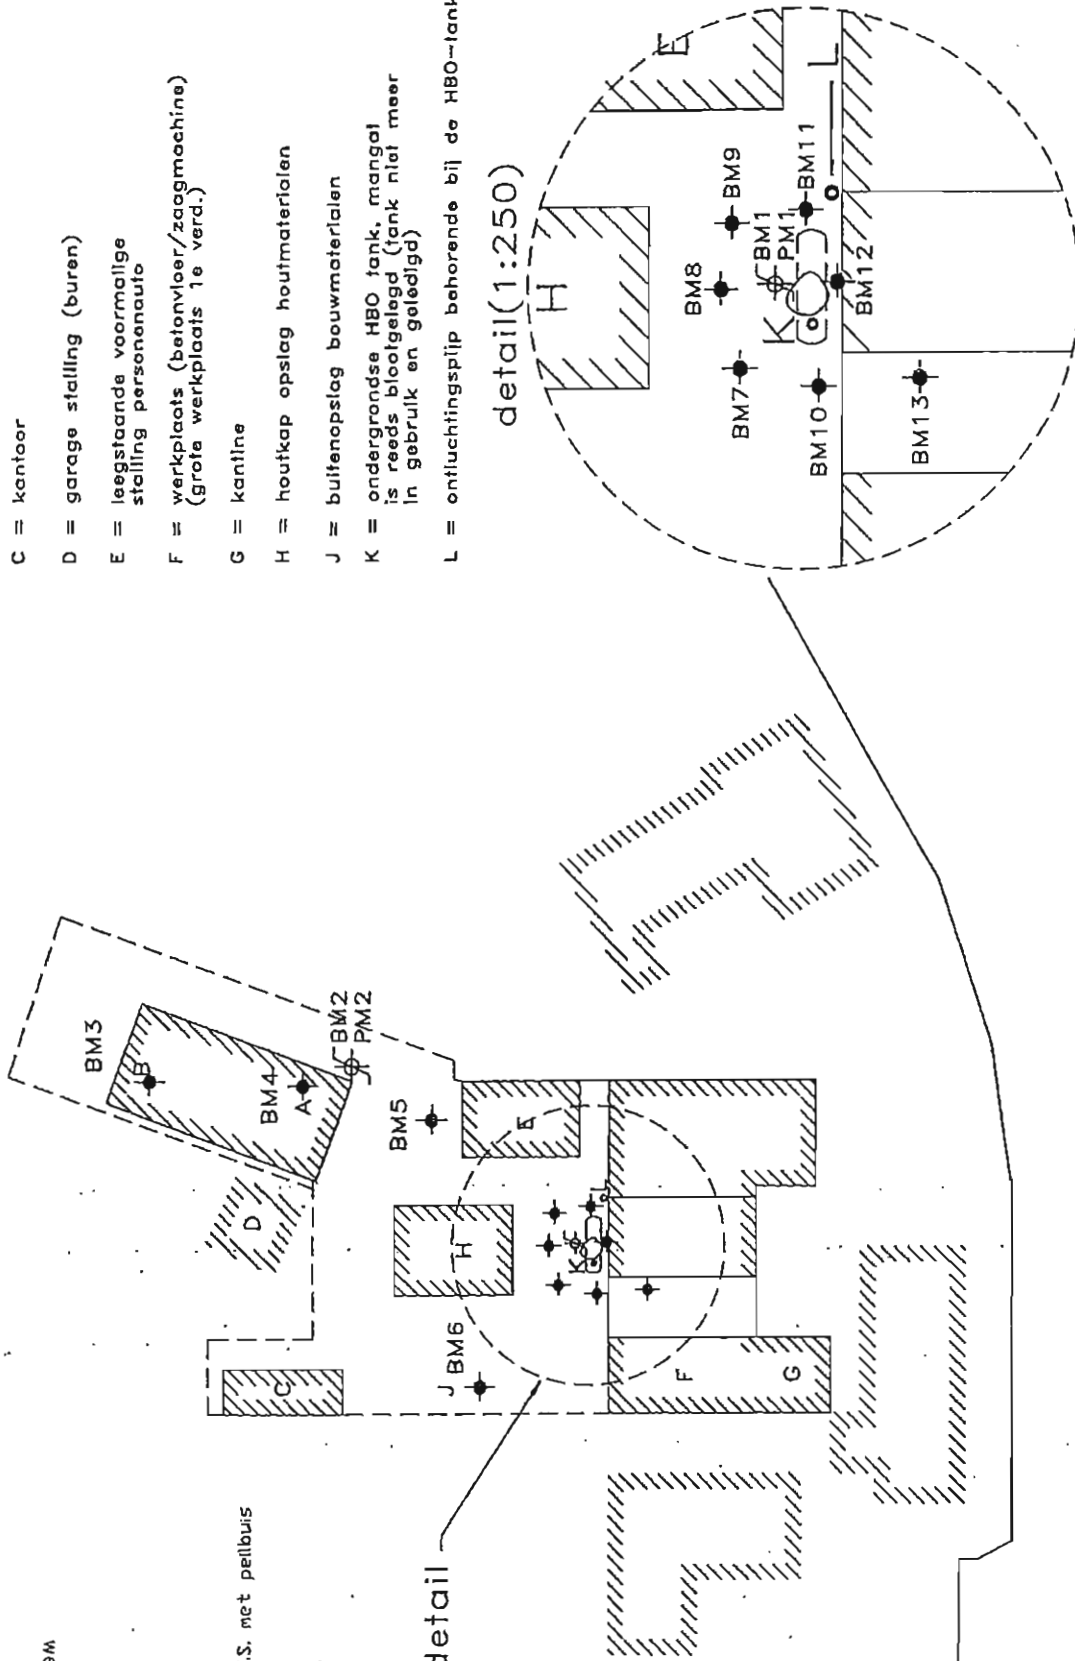 C = kantoor
D = garage stalling (buren)
E = leegstaande voormalige
stalling personenauto
F = werkplaats (betonvloer/zaagmachine)
(grote werkplaats 1e verd.)
G = kantine
H = houtkap opslag houtmaterialen
J = buitenopslag bouwmaterialen
K = ondergrondse HBO tank, mangat
is reeds blootgelegd (tank niet meer
in gebruik en geledigd)
L = ontluchtingspijp behorende bij de HBO-tank
detail(1:250)
H
E
BM8
BM9
BM7
BM1
PM1
K
BM11
L
BM10
BM12
BM13
BM3
B
BM4
A
BM2
PM2
D
BM5
E
C
H
J
BM6
K
L
F
G
.S. met peilbuis
detail